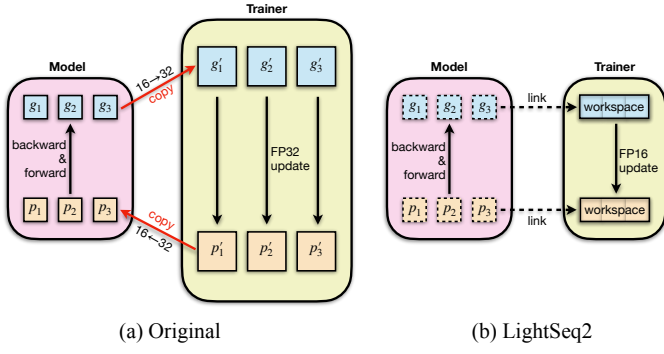 Trainer
Model
16→32
copy
g₁ g₂ g₃
g′₁ g′₂ g′₃
backward
&
forward
FP32
update
p₁ p₂ p₃
copy
16←32
p′₁ p′₂ p′₃
(a) Original
Model
Trainer
g₁ g₂ g₃
link
workspace
backward
&
forward
FP16
update
p₁ p₂ p₃
link
workspace
(b) LightSeq2